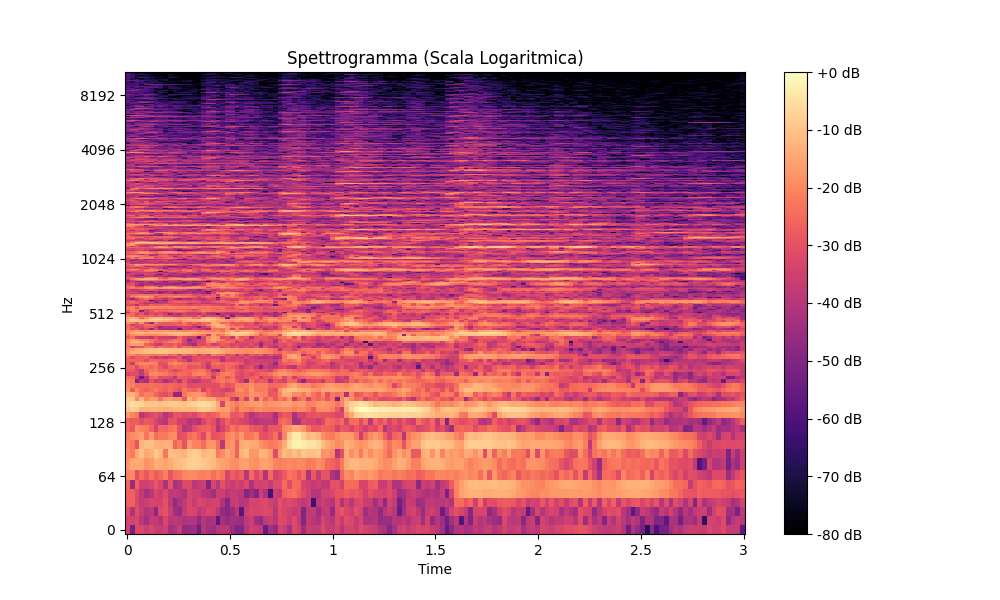 Spettrogramma (Scala Logaritmica)
Hz
8192
4096
2048
1024
512
256
128
64
0
0 0.5 1 1.5 2 2.5 3
Time
+0 dB
-10 dB
-20 dB
-30 dB
-40 dB
-50 dB
-60 dB
-70 dB
-80 dB